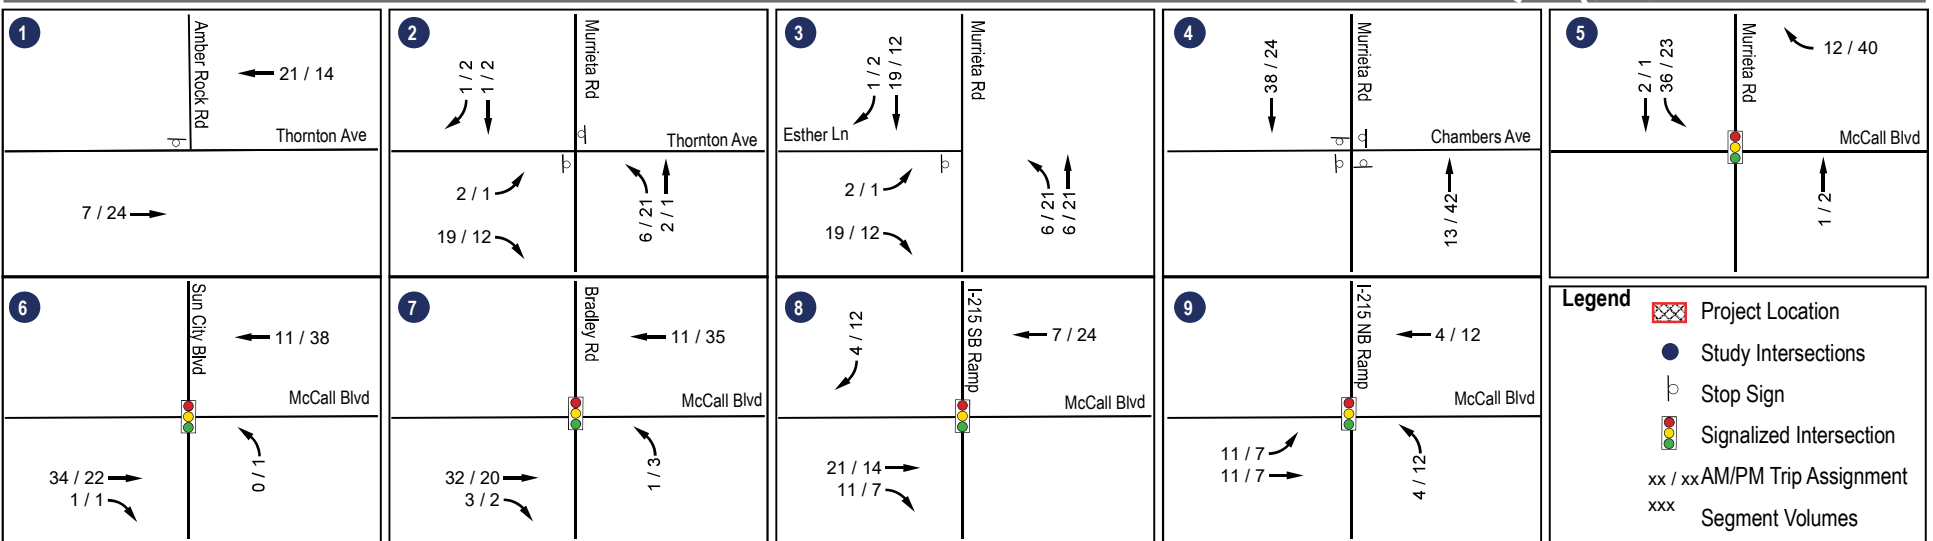 1
Amber Rock Rd
21 / 14
Thornton Ave
7 / 24
2
Murrieta Rd
1 / 2
1 / 2
Thornton Ave
2 / 1
19 / 12
6 / 21
2 / 1
3
Murrieta Rd
1 / 2
19 / 12
Esther Ln
2 / 1
19 / 12
6 / 21
6 / 21
4
Murrieta Rd
38 / 24
Chambers Ave
13 / 42
5
Murrieta Rd
12 / 40
2 / 1
36 / 23
McCall Blvd
1 / 2
6
Sun City Blvd
11 / 38
McCall Blvd
34 / 22
1 / 1
0 / 1
7
Bradley Rd
11 / 35
McCall Blvd
32 / 20
3 / 2
1 / 3
8
I-215 SB Ramp
4 / 12
7 / 24
McCall Blvd
21 / 14
11 / 7
9
I-215 NB Ramp
4 / 12
McCall Blvd
11 / 7
11 / 7
4 / 12
Legend
Project Location
Study Intersections
Stop Sign
Signalized Intersection
xx / xx AM/PM Trip Assignment
xxx Segment Volumes